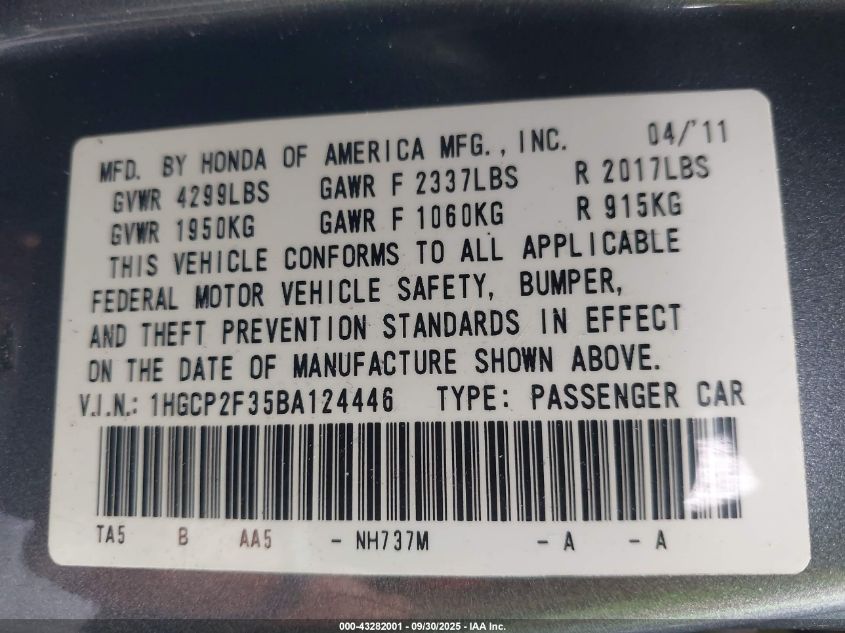 MFD. BY HONDA OF AMERICA MFG., INC. 04/'11
GVWR 4299LBS GAWR F 2337LBS R 2017LBS
GVWR 1950KG GAWR F 1060KG R 915KG
THIS VEHICLE CONFORMS TO ALL APPLICABLE
FEDERAL MOTOR VEHICLE SAFETY, BUMPER,
AND THEFT PREVENTION STANDARDS IN EFFECT
ON THE DATE OF MANUFACTURE SHOWN ABOVE.
V.I.N.: 1HGCP2F35BA124446 TYPE: PASSENGER CAR
TA5 B AA5 - NH737M - A - A
000-43282001 - 09/30/2025 - IAA Inc.